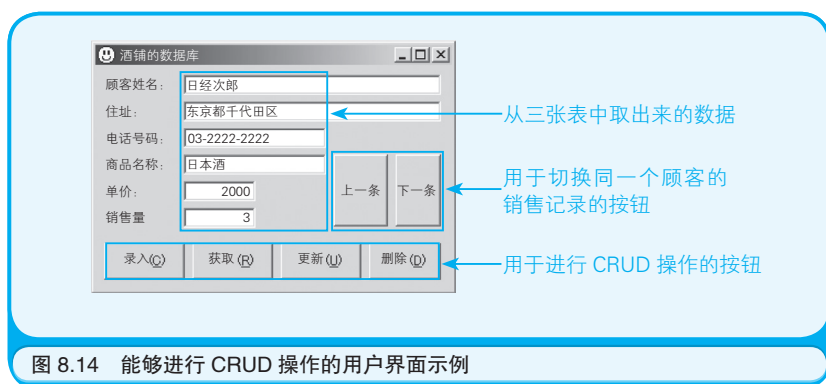 酒铺的数据库
顾客姓名: 日经次郎
住址: 东京都千代田区
电话号码: 03-2222-2222
商品名称: 日本酒
单价: 2000
销售量 3
上一条 下一条
录入(C) 获取(R) 更新(U) 删除(D)
从三张表中取出来的数据
用于切换同一个顾客的
销售记录的按钮
用于进行 CRUD 操作的按钮
图 8.14 能够进行 CRUD 操作的用户界面示例